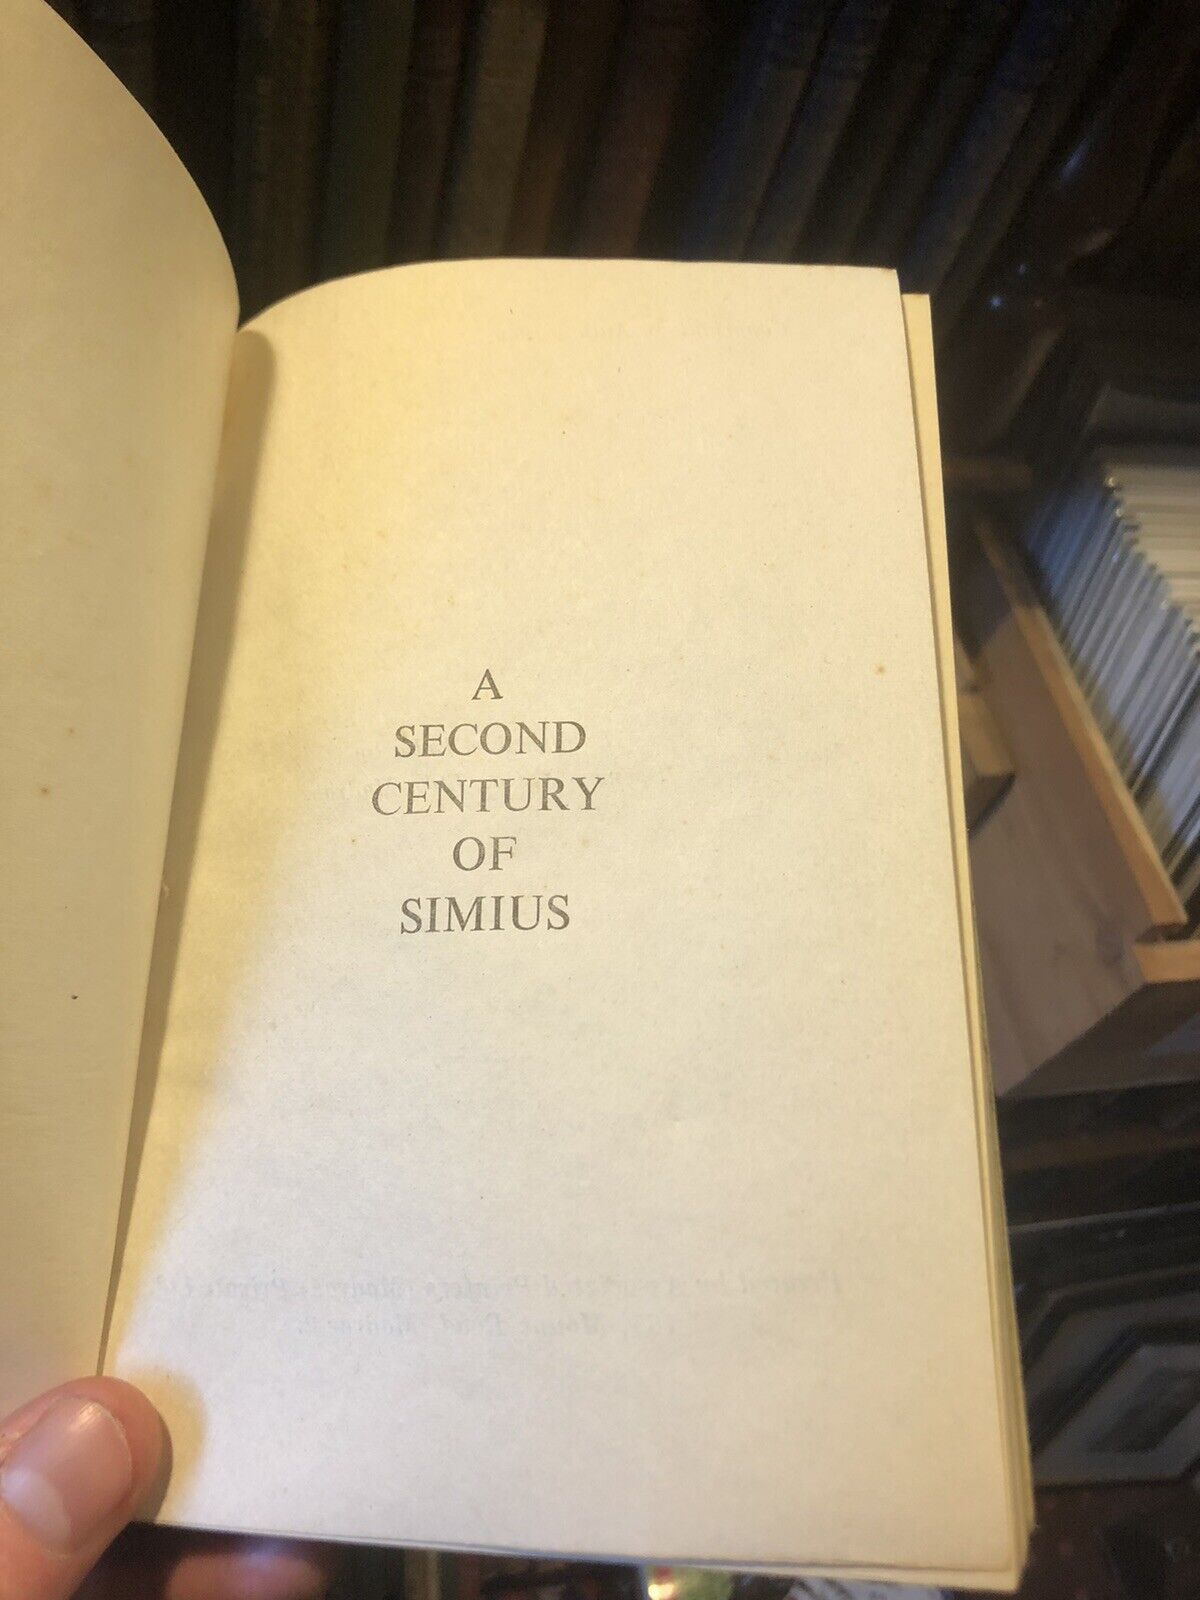 A
SECOND
CENTURY
OF
SIMIUS